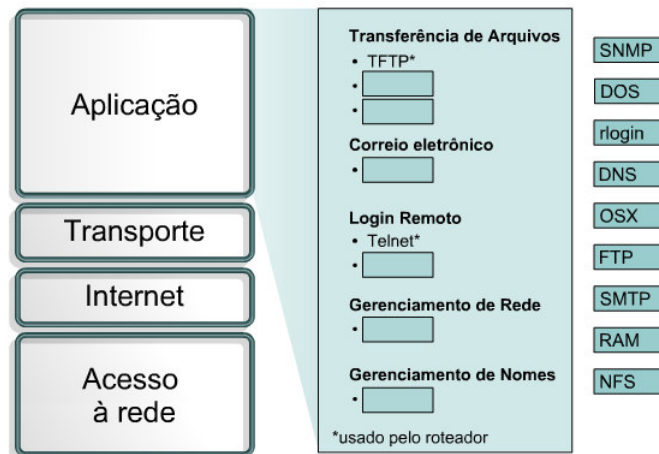 Aplicação
Transporte
Internet
Acesso
à rede
Transferência de Arquivos
• TFTP*
•
•
Correio eletrônico
•
Login Remoto
• Telnet*
•
Gerenciamento de Rede
•
Gerenciamento de Nomes
•
*usado pelo roteador
SNMP
DOS
rlogin
DNS
OSX
FTP
SMTP
RAM
NFS